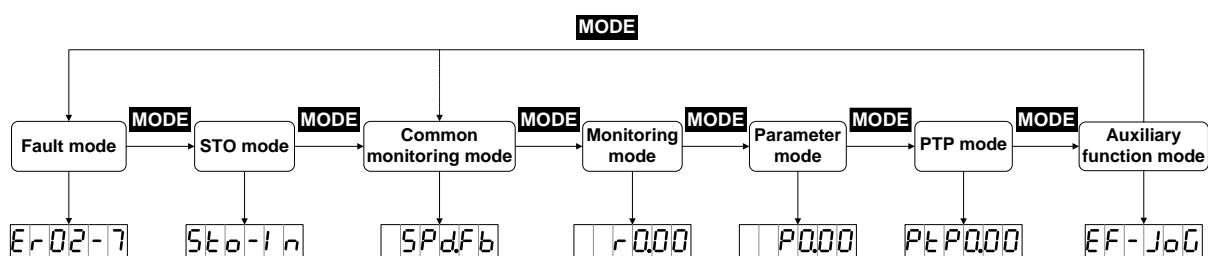 MODE
MODE
MODE
MODE
MODE
MODE
MODE
Fault mode
STO mode
Common
monitoring mode
Monitoring
mode
Parameter
mode
PTP mode
Auxiliary
function mode
Er02-7
Sto-In
SPd.Fb
r0.00
P0.00
PtP0.00
EF-JoG